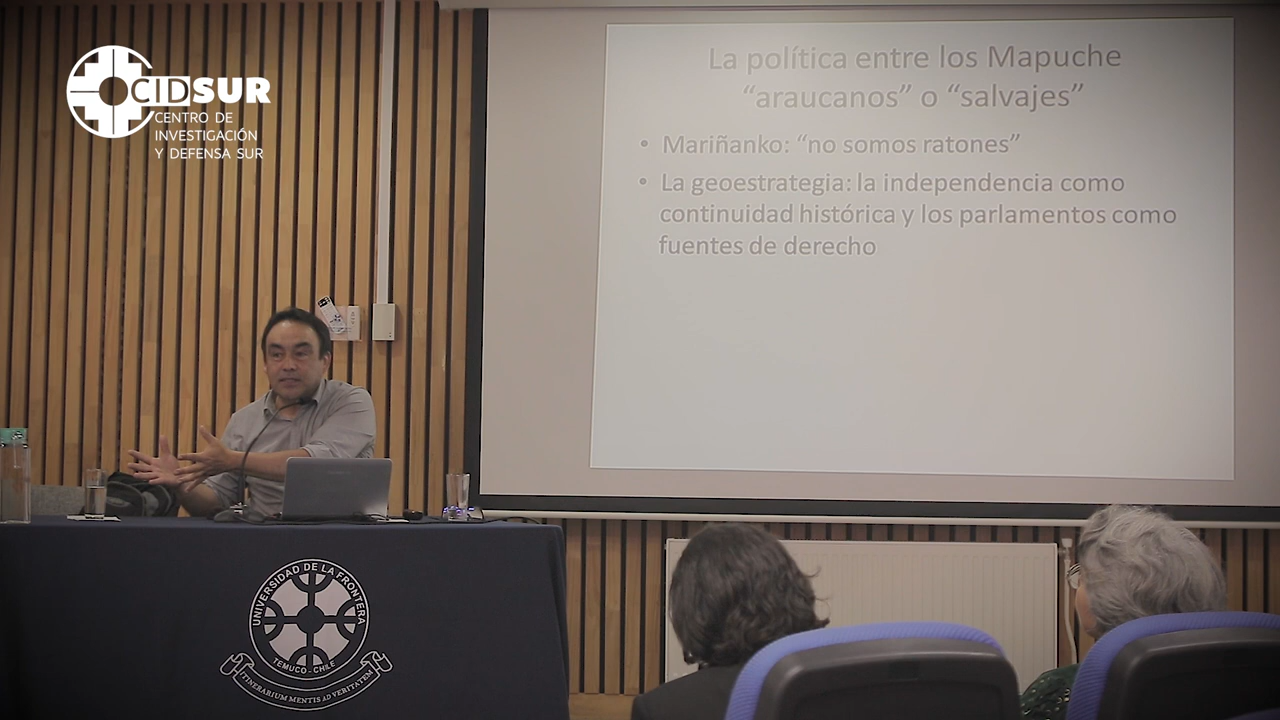 CIDSUR
CENTRO DE
INVESTIGACIÓN
Y DEFENSA SUR
La política entre los Mapuche
“araucanos” o “salvajes”
• Mariñanko: “no somos ratones”
• La geoestrategia: la independencia como
continuidad histórica y los parlamentos como
fuentes de derecho
UNIVERSIDAD DE LA FRONTERA
TEMUCO - CHILE
ITINERARIUM MENTIS AD VERITATEM